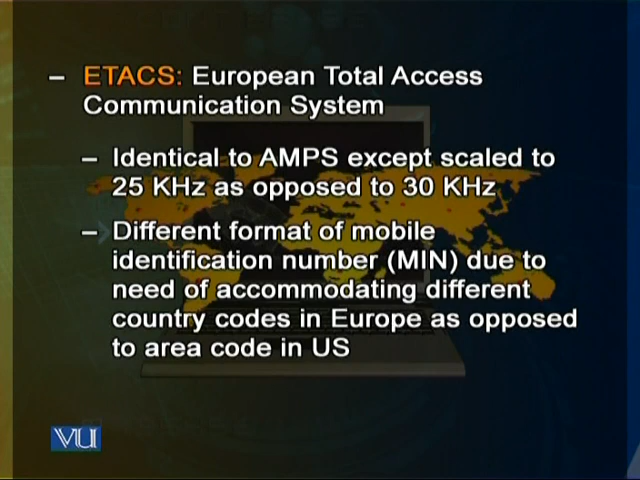 – ETACS: European Total Access
Communication System
– Identical to AMPS except scaled to
25 KHz as opposed to 30 KHz
– Different format of mobile
identification number (MIN) due to
need of accommodating different
country codes in Europe as opposed
to area code in US
VU